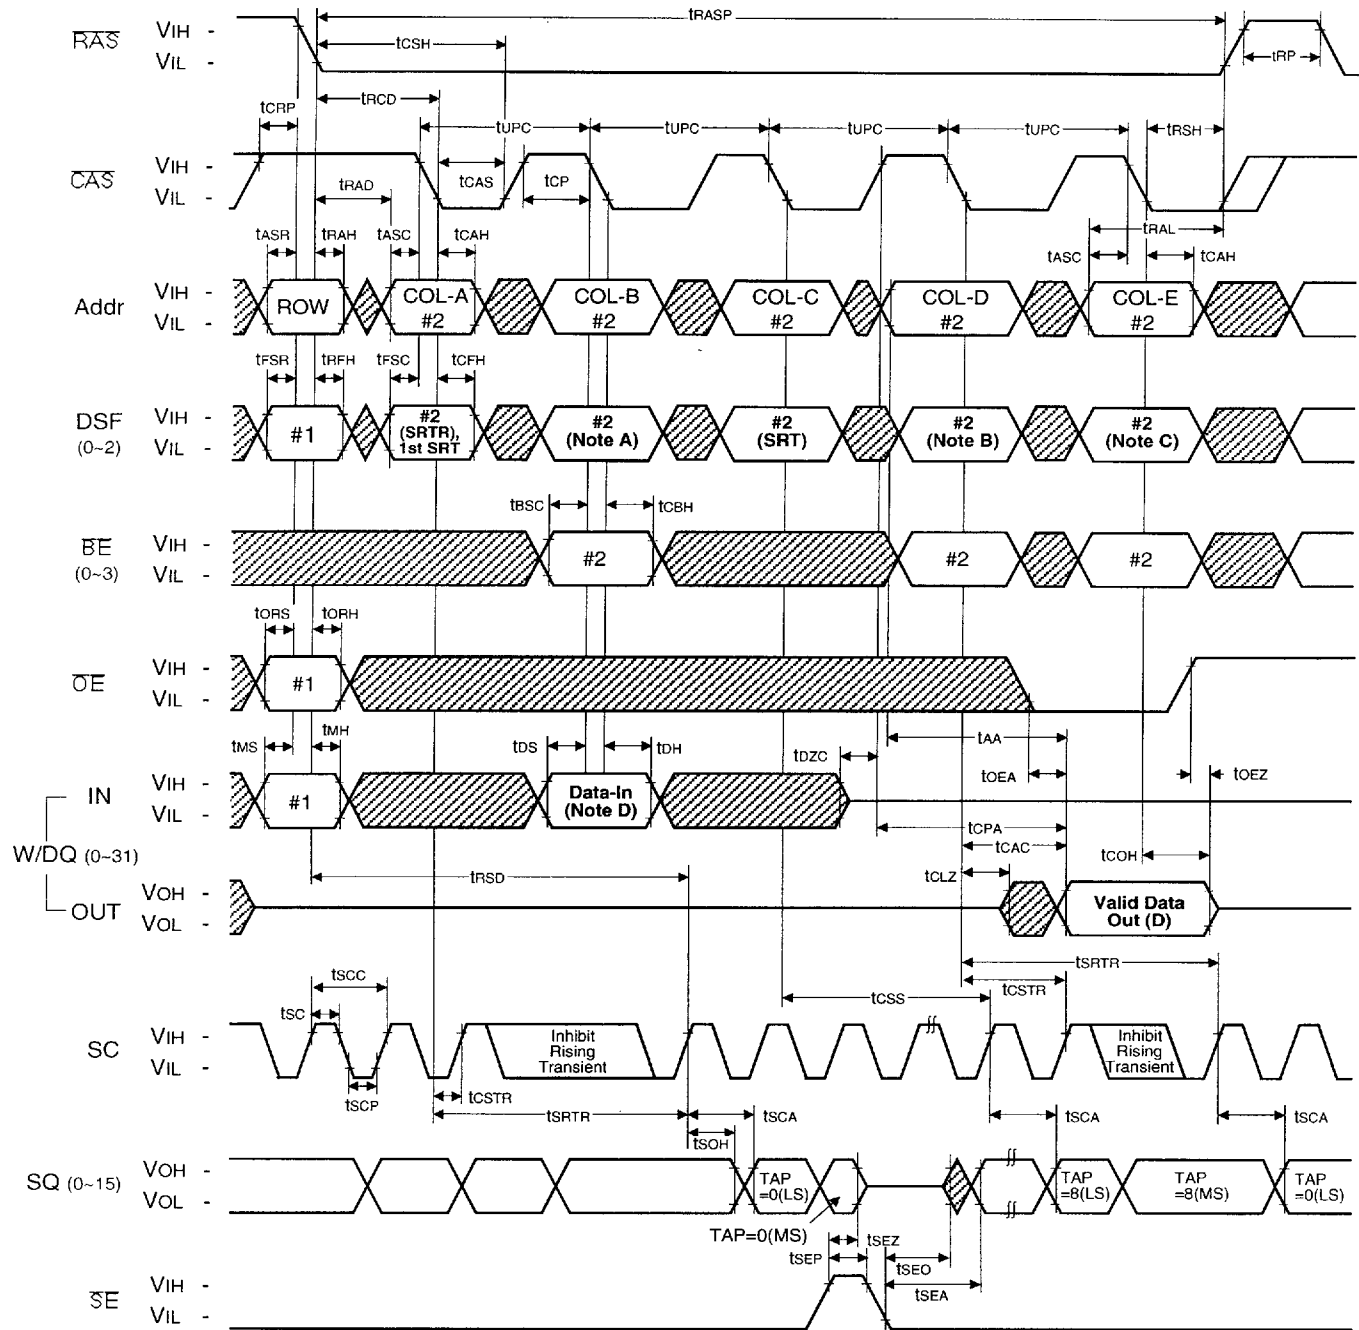 tRASP
RAS VIH - VIL -
tCSH
tRP
tCRP tRCD
tUPC tUPC tUPC tUPC tRSH
CAS VIH - VIL -
tRAD tCAS tCP
tRAL
tASR tRAH tASC tCAH tASC tCAH
Addr VIH - VIL -
ROW
COL-A #2
COL-B #2
COL-C #2
COL-D #2
COL-E #2
tFSR tRFH tFSC tCFH
DSF (0~2) VIH - VIL -
#1
#2 (SRTR), 1st SRT
#2 (Note A)
#2 (SRT)
#2 (Note B)
#2 (Note C)
tBSC tCBH
BE (0~3) VIH - VIL -
#2 #2 #2
tORS tORH
OE VIH - VIL -
#1
tMS tMH tDS tDH tDZC tAA
tOEA tOEZ
W/DQ (0~31)
IN VIH - VIL -
#1
Data-In (Note D)
tCPA
tCAC tCOH
tRSD tCLZ
OUT VOH - VOL -
Valid Data Out (D)
tSRTR
tSCC tCSS tCSTR
tSC
SC VIH - VIL -
Inhibit Rising Transient
Inhibit Rising Transient
tSCP tCSTR
tSRTR tSCA tSCA tSCA
tSOH
SQ (0~15) VOH - VOL -
TAP =0(LS)
TAP =8(LS)
TAP =8(MS)
TAP =0(LS)
TAP=0(MS)
tSEZ
tSEP tSEO
tSEA
SE VIH - VIL -